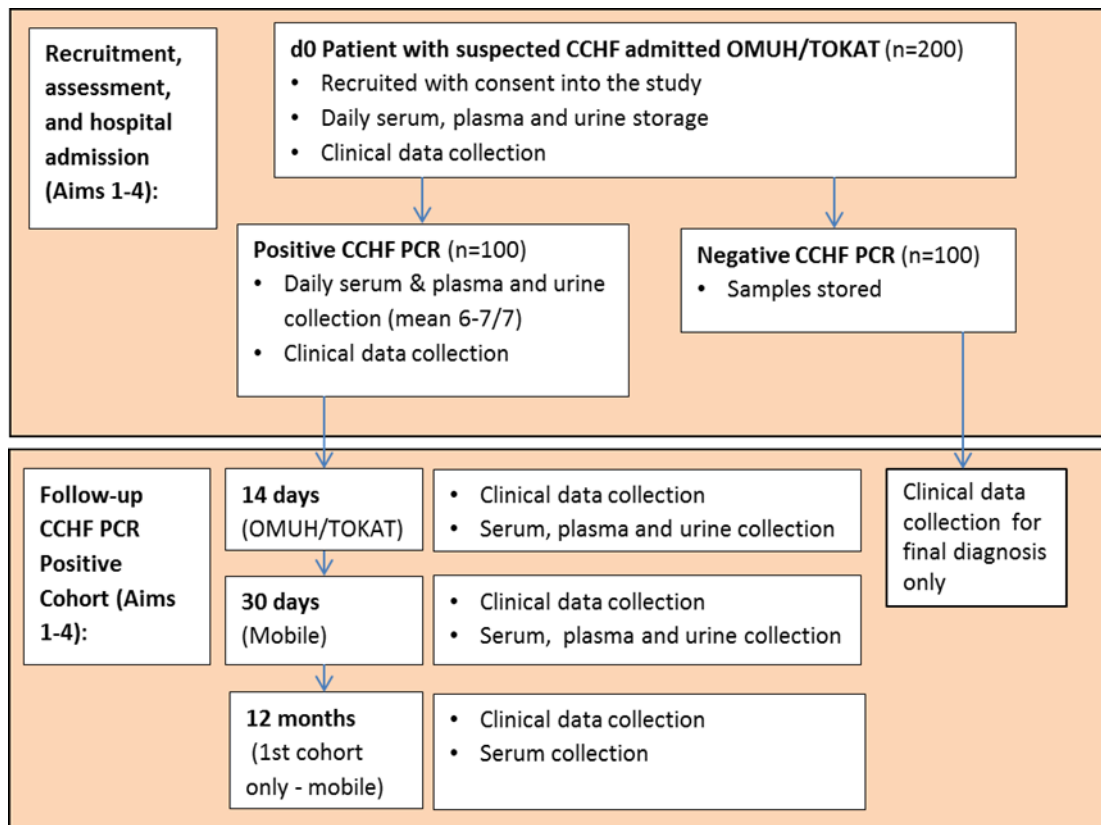 Recruitment,
assessment,
and hospital
admission
(Aims 1-4):
d0 Patient with suspected CCHF admitted OMUH/TOKAT (n=200)
• Recruited with consent into the study
• Daily serum, plasma and urine storage
• Clinical data collection
Positive CCHF PCR (n=100)
• Daily serum & plasma and urine
collection (mean 6-7/7)
• Clinical data collection
Negative CCHF PCR (n=100)
• Samples stored
Follow-up
CCHF PCR
Positive
Cohort (Aims
1-4):
14 days
(OMUH/TOKAT)
• Clinical data collection
• Serum, plasma and urine collection
30 days
(Mobile)
• Clinical data collection
• Serum, plasma and urine collection
12 months
(1st cohort
only - mobile)
• Clinical data collection
• Serum collection
Clinical data
collection for
final diagnosis
only